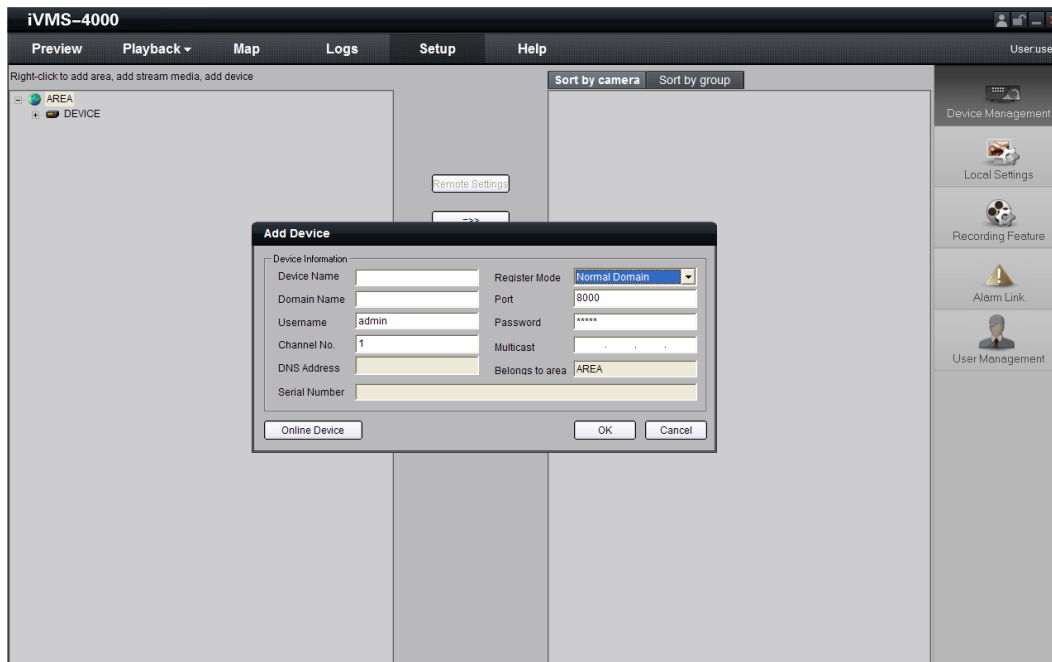 iVMS-4000
Preview Playback Map Logs Setup Help User:use
Right-click to add area, add stream media, add device
AREA
DEVICE
Remote Settings
=>>
Sort by camera Sort by group
Device Management
Local Settings
Recording Feature
Alarm Link
User Management
Add Device
Device Information
Device Name Register Mode Normal Domain
Domain Name Port 8000
Username admin Password *****
Channel No. 1 Multicast . . .
DNS Address Belongs to area AREA
Serial Number
Online Device OK Cancel